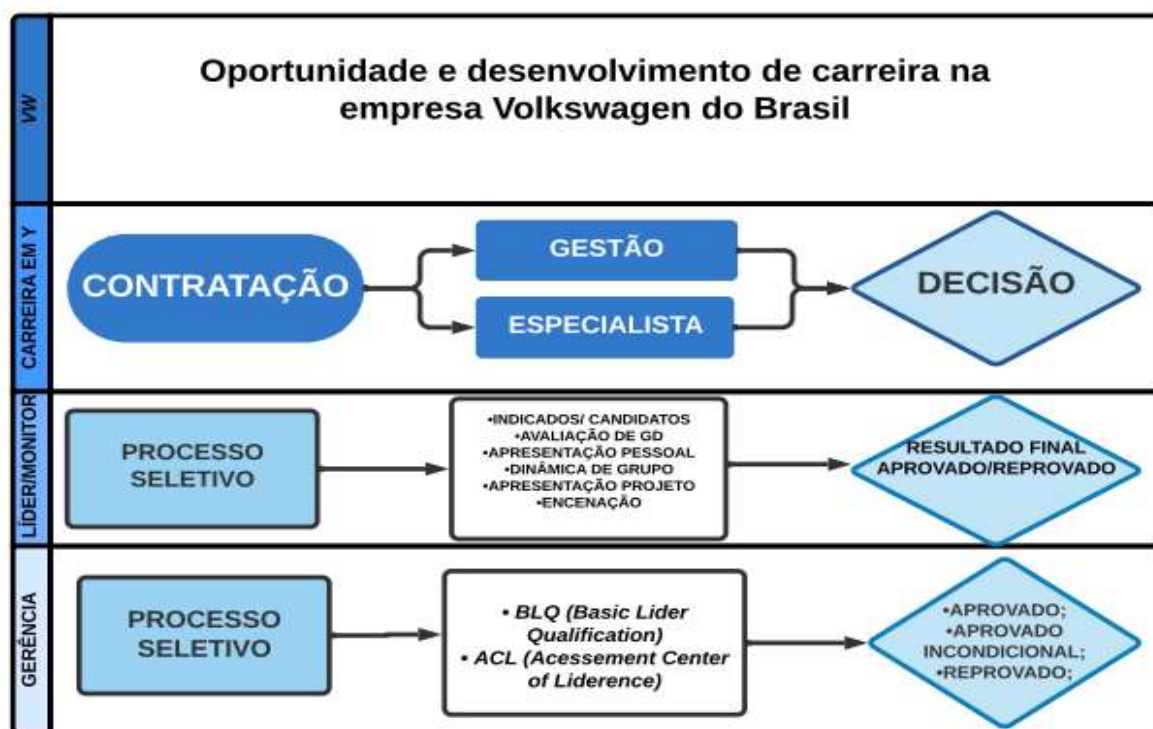 VW
Oportunidade e desenvolvimento de carreira na
empresa Volkswagen do Brasil
CARREIRA EM Y
CONTRATAÇÃO
GESTÃO
ESPECIALISTA
DECISÃO
LÍDER/MONITOR
PROCESSO
SELETIVO
•INDICADOS/ CANDIDATOS
•AVALIAÇÃO DE GD
•APRESENTAÇÃO PESSOAL
•DINÂMICA DE GRUPO
•APRESENTAÇÃO PROJETO
•ENCENAÇÃO
RESULTADO FINAL
APROVADO/REPROVADO
GERÊNCIA
PROCESSO
SELETIVO
• BLQ (Basic Lider
Qualification)
• ACL (Acessement Center
of Liderence)
•APROVADO;
•APROVADO
INCONDICIONAL;
•REPROVADO;